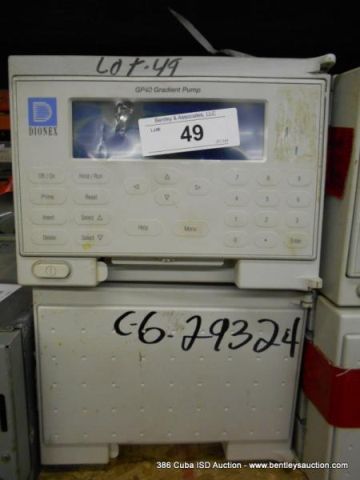 LOT-49
GP40 Gradient Pump
DIONEX
Bentley & Associates, LLC
Lot#
49
Off / On Hold / Run
Prime Reset
Insert Select △
Delete Select ▽
Help Menu
7 8 9
4 5 6
1 2 3
0 . Enter
C-6-29324
386 Cuba ISD Auction - www.bentleysauctions.com